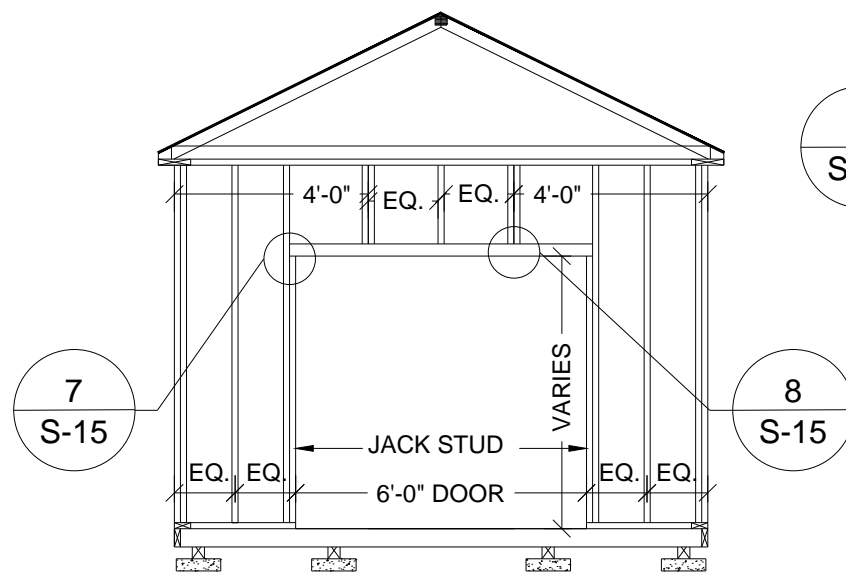 S
4'-0"
EQ.
EQ.
4'-0"
7
S-15
VARIES
8
S-15
JACK STUD
EQ.
EQ.
6'-0" DOOR
EQ.
EQ.